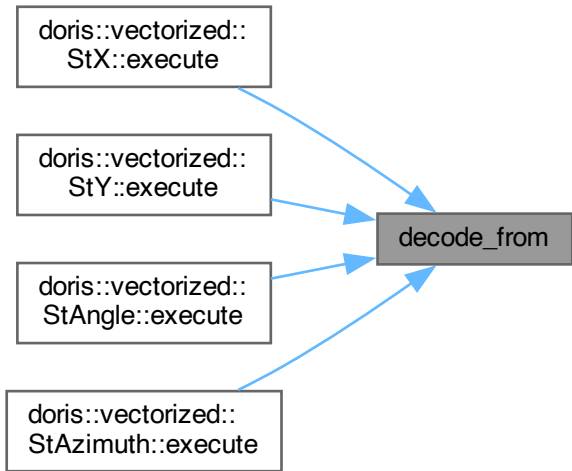 doris::vectorized::
StX::execute
doris::vectorized::
StY::execute
decode_from
doris::vectorized::
StAngle::execute
doris::vectorized::
StAzimuth::execute